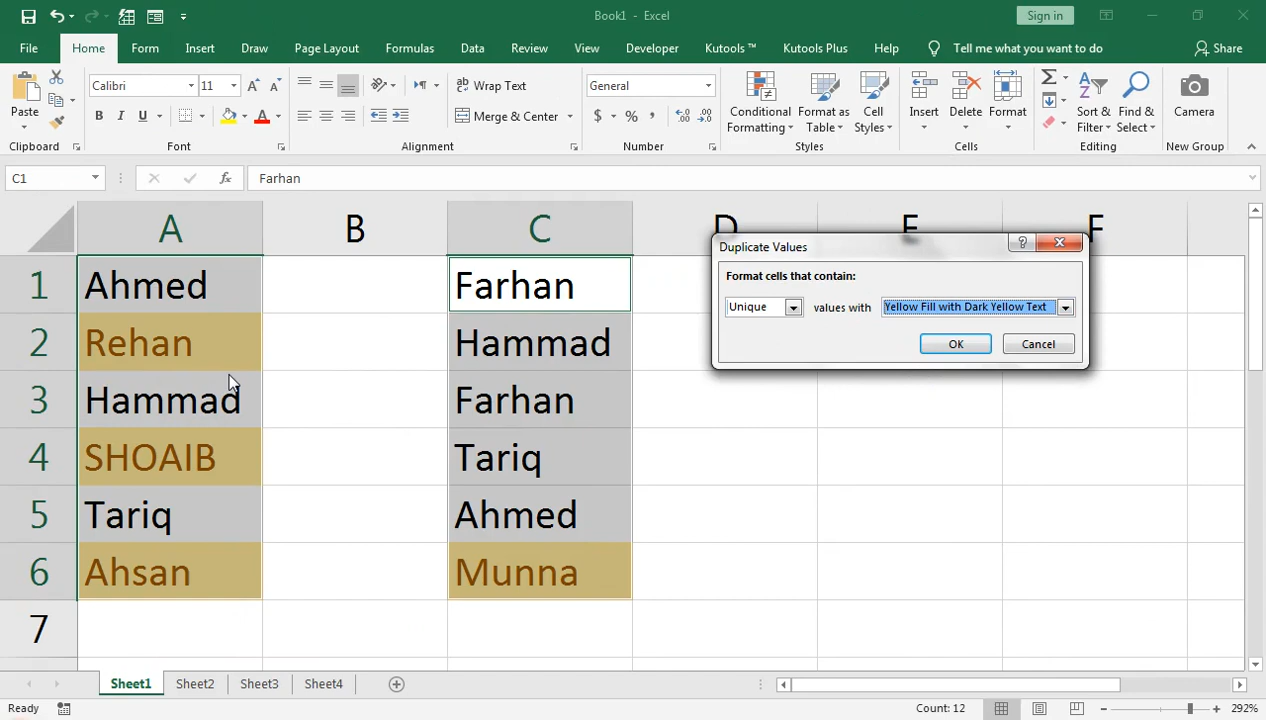 Book1 - Excel
Sign in
File Home Form Insert Draw Page Layout Formulas Data Review View Developer Kutools ™ Kutools Plus Help Tell me what you want to do Share
Paste
Calibri 11
B I U A
Wrap Text
Merge & Center
General
$ % ,
Conditional Formatting
Format as Table
Cell Styles
Insert
Delete
Format
Sort & Filter
Find & Select
Camera
Clipboard Font Alignment Number Styles Cells Editing New Group
C1 fx Farhan
A B C D E F
1 Ahmed Farhan
2 Rehan Hammad
3 Hammad Farhan
4 SHOAIB Tariq
5 Tariq Ahmed
6 Ahsan Munna
7
Duplicate Values
?
Format cells that contain:
Unique values with Yellow Fill with Dark Yellow Text
OK Cancel
Sheet1 Sheet2 Sheet3 Sheet4
Ready Count: 12 292%